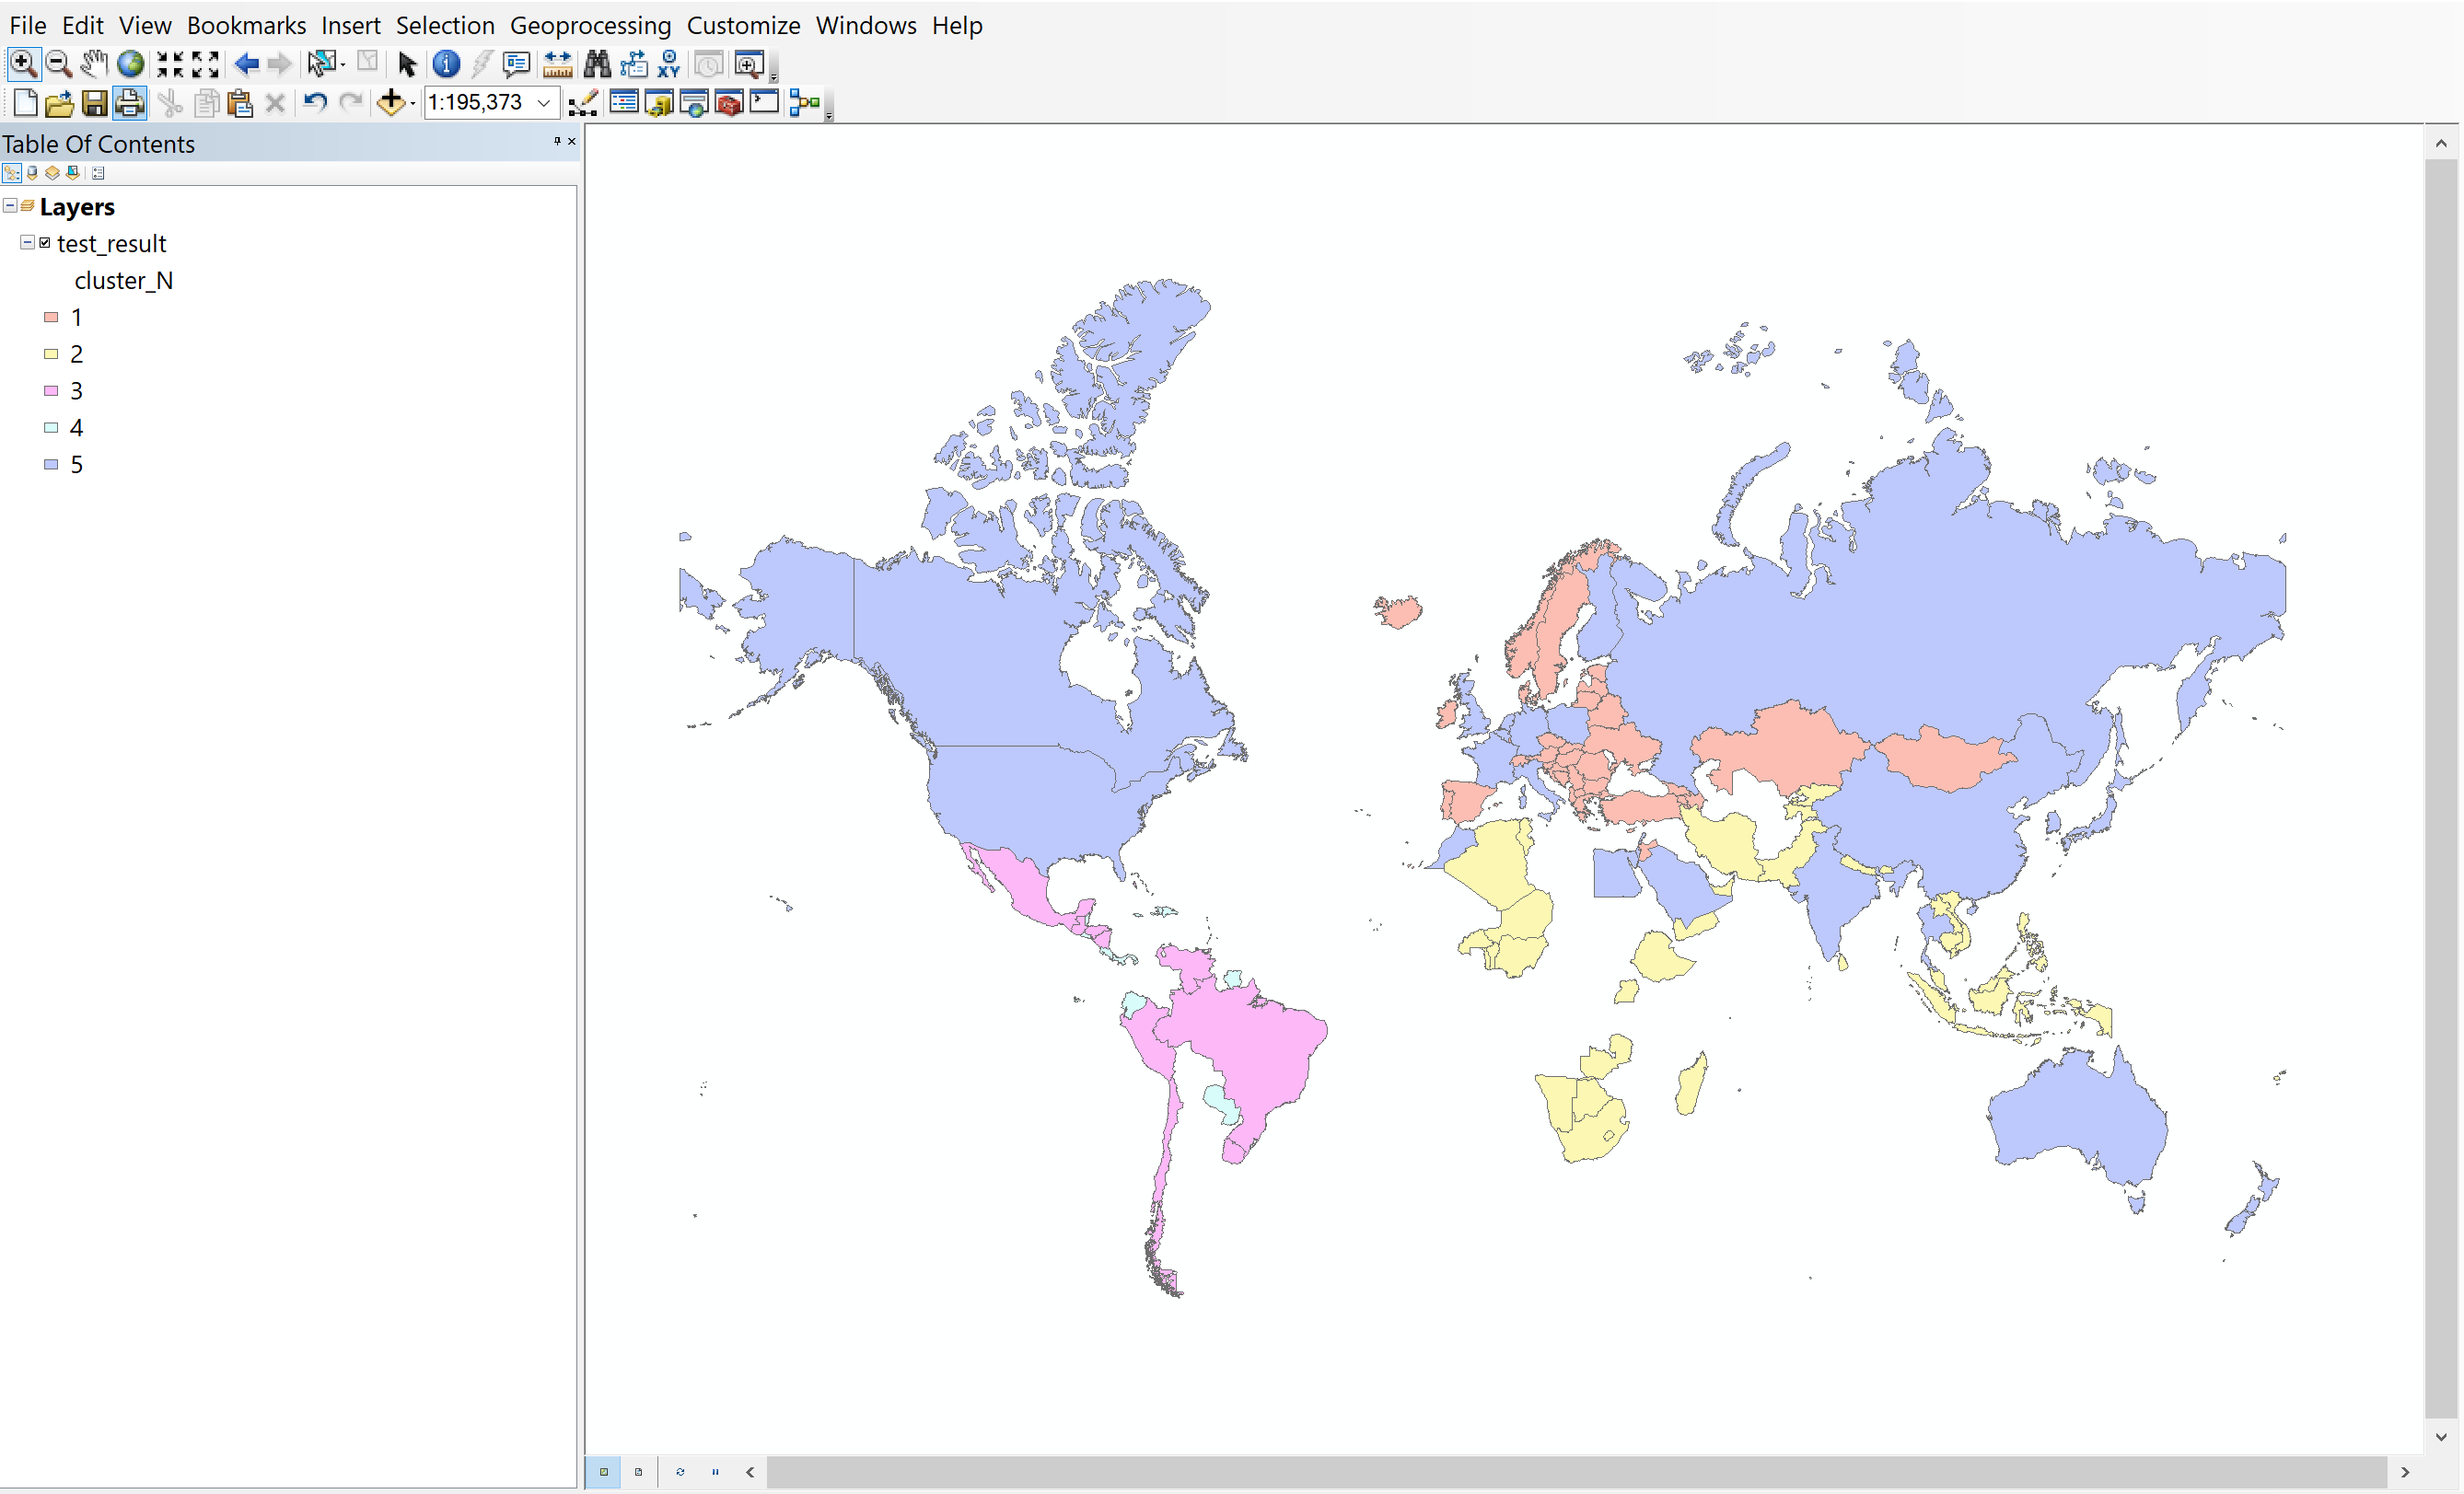 File Edit View Bookmarks Insert Selection Geoprocessing Customize Windows Help
XY
1:195,373
Table Of Contents
Layers
test_result
cluster_N
1
2
3
4
5